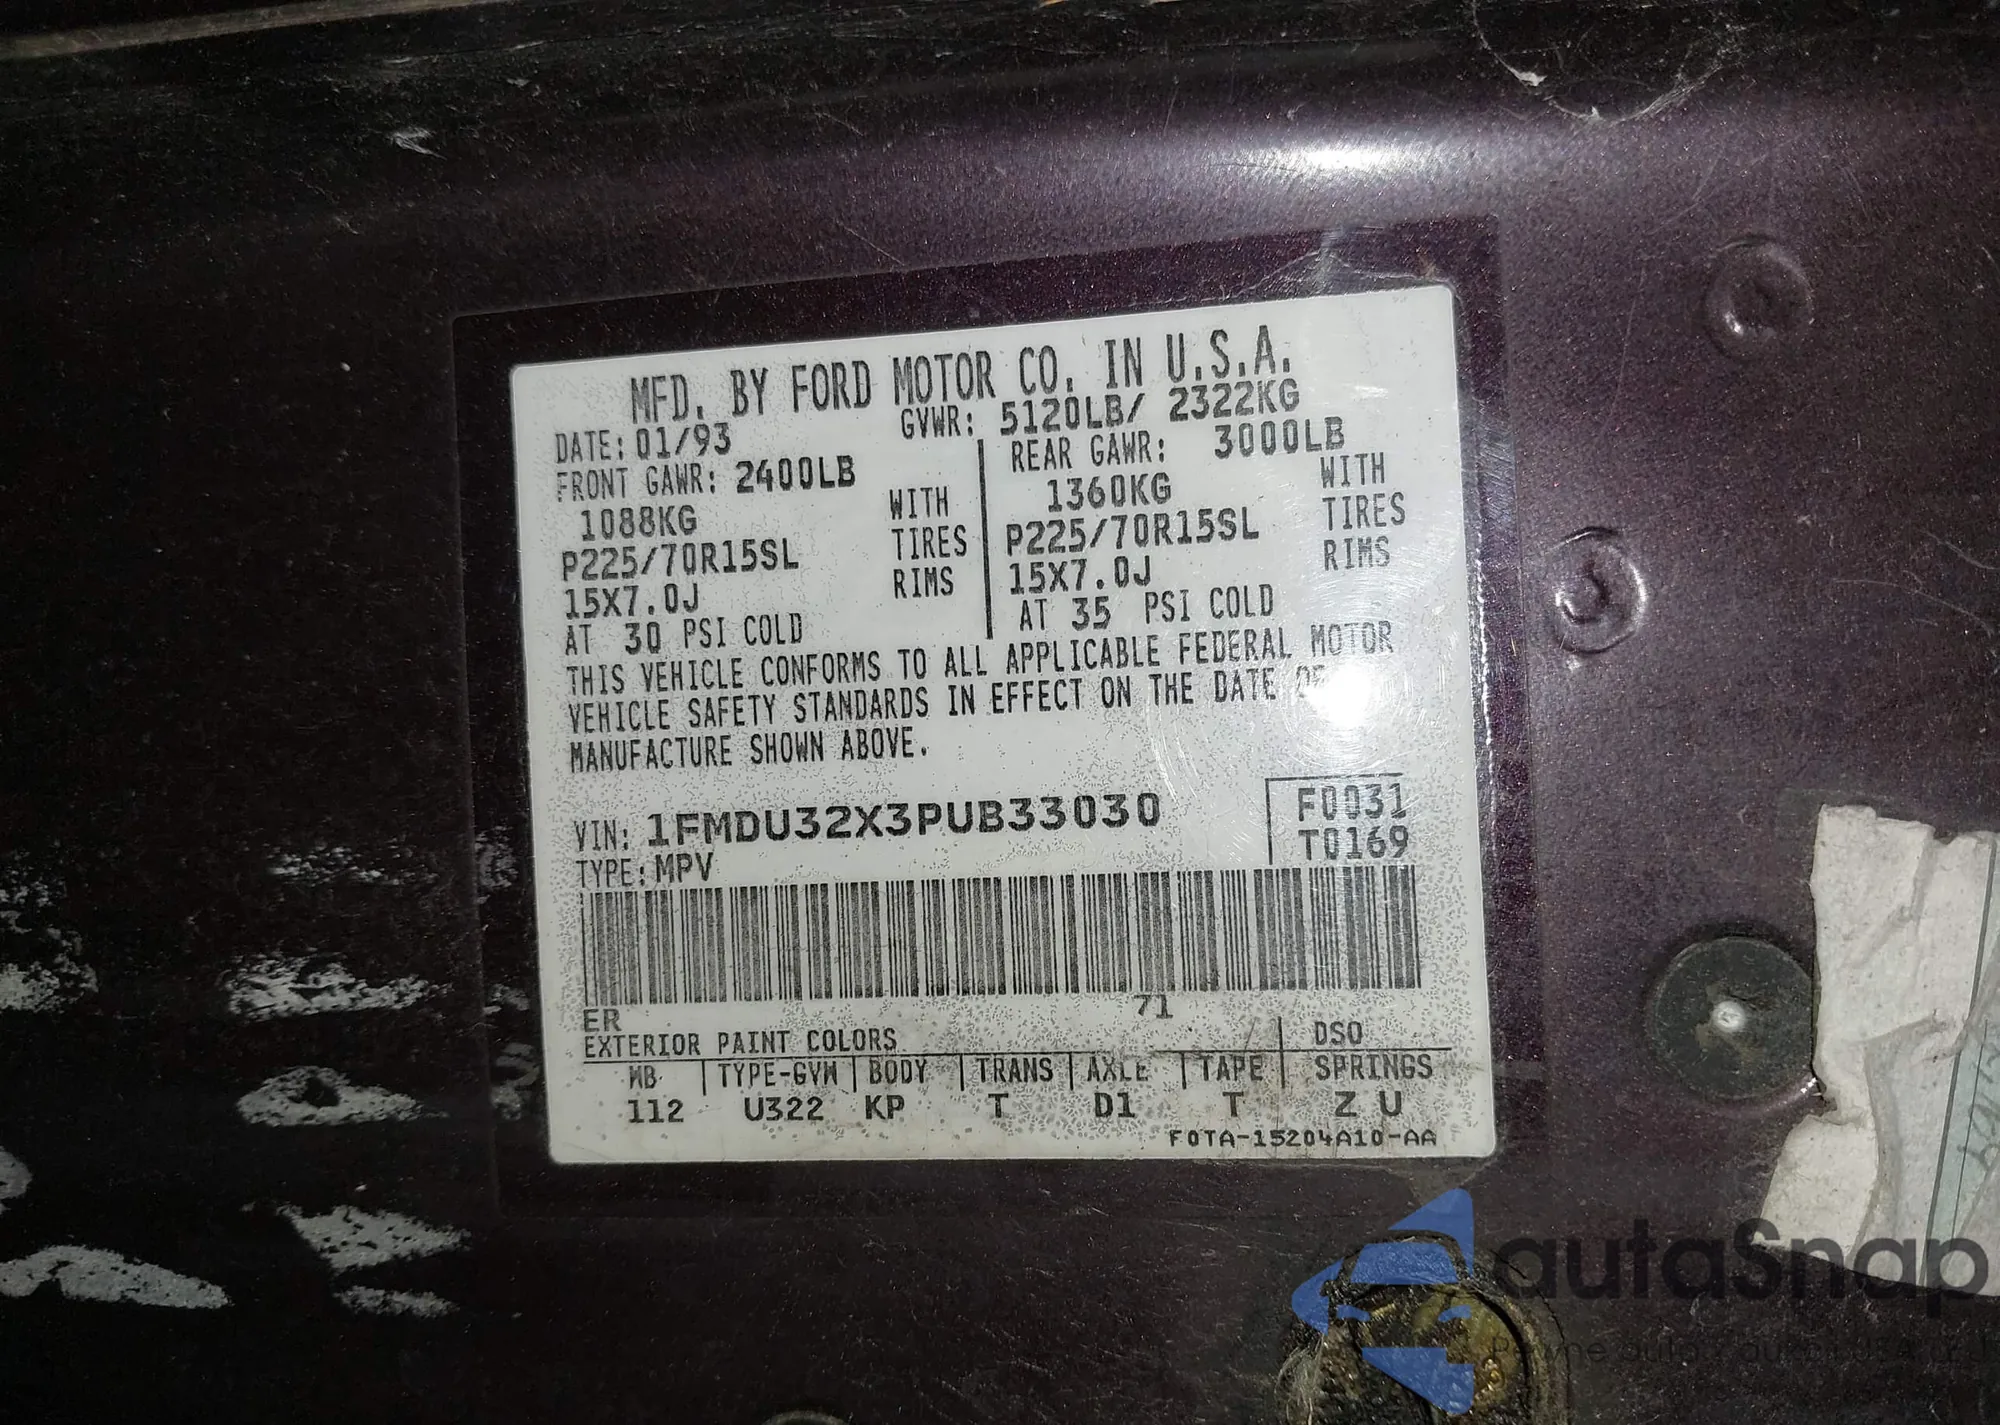 MFD. BY FORD MOTOR CO. IN U.S.A.
DATE: 01/93 GVWR: 5120LB/ 2322KG
FRONT GAWR: 2400LB REAR GAWR: 3000LB
1088KG WITH 1360KG WITH
P225/70R15SL TIRES P225/70R15SL TIRES
15X7.0J RIMS 15X7.0J RIMS
AT 30 PSI COLD AT 35 PSI COLD
THIS VEHICLE CONFORMS TO ALL APPLICABLE FEDERAL MOTOR
VEHICLE SAFETY STANDARDS IN EFFECT ON THE DATE OF
MANUFACTURE SHOWN ABOVE.
VIN: 1FMDU32X3PUB33030 F0031
TYPE: MPV T0169
ER 71
EXTERIOR PAINT COLORS DSO
WB TYPE-GVW BODY TRANS AXLE TAPE SPRINGS
112 U322 KP T D1 T Z U
F0TA-15204A10-AA
autaSnap